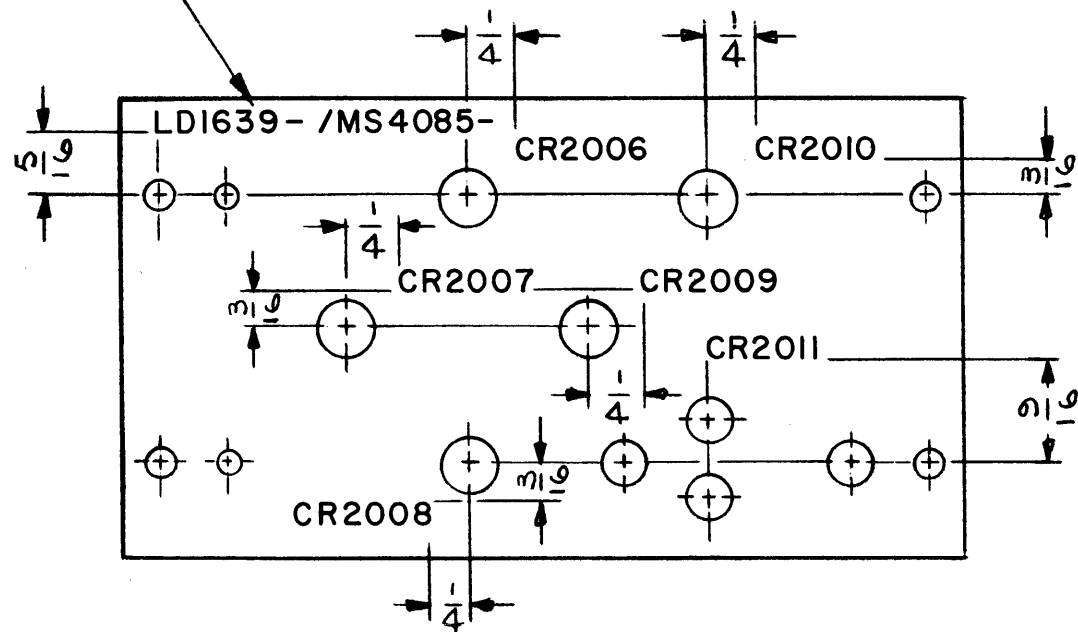 1/4 1/4
LD1639- /MS4085-
CR2006 CR2010
5/16 3/16
1/4
CR2007 CR2009
3/16
CR2011
1/4 9/16
3/16
CR2008
1/4